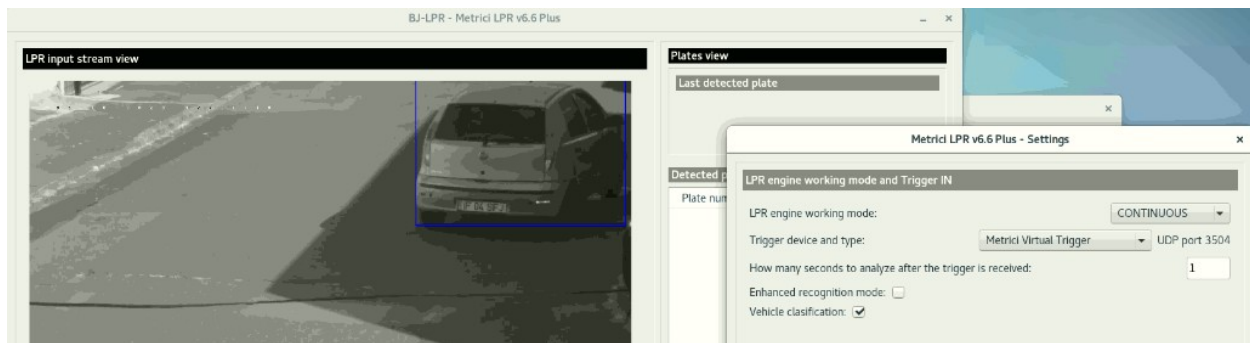 BJ-LPR - Metrici LPR v6.6 Plus
LPR input stream view
Plates view
Last detected plate
Metrici LPR v6.6 Plus - Settings
Detected p
Plate num
LPR engine working mode and Trigger IN
LPR engine working mode: CONTINUOUS
Trigger device and type: Metrici Virtual Trigger UDP port 3504
How many seconds to analyze after the trigger is received: 1
Enhanced recognition mode:
Vehicle clasification: